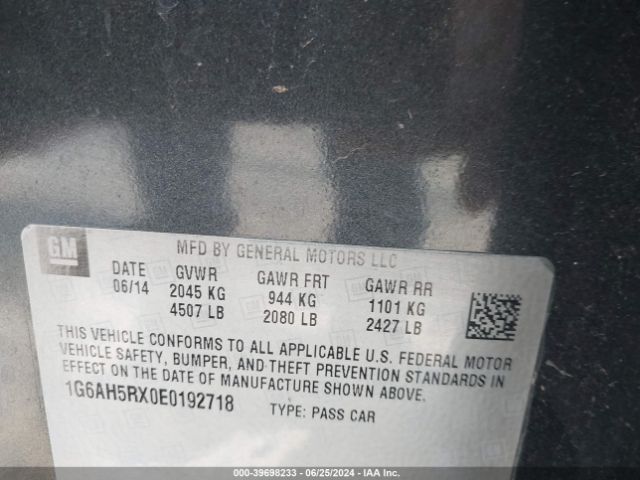 GM
MFD BY GENERAL MOTORS LLC
DATE GVWR GAWR FRT GAWR RR
06/14 2045 KG 944 KG 1101 KG
4507 LB 2080 LB 2427 LB
THIS VEHICLE CONFORMS TO ALL APPLICABLE U.S. FEDERAL MOTOR
VEHICLE SAFETY, BUMPER, AND THEFT PREVENTION STANDARDS IN
EFFECT ON THE DATE OF MANUFACTURE SHOWN ABOVE.
1G6AH5RX0E0192718 TYPE: PASS CAR
000-39698233 - 06/25/2024 - IAA Inc.